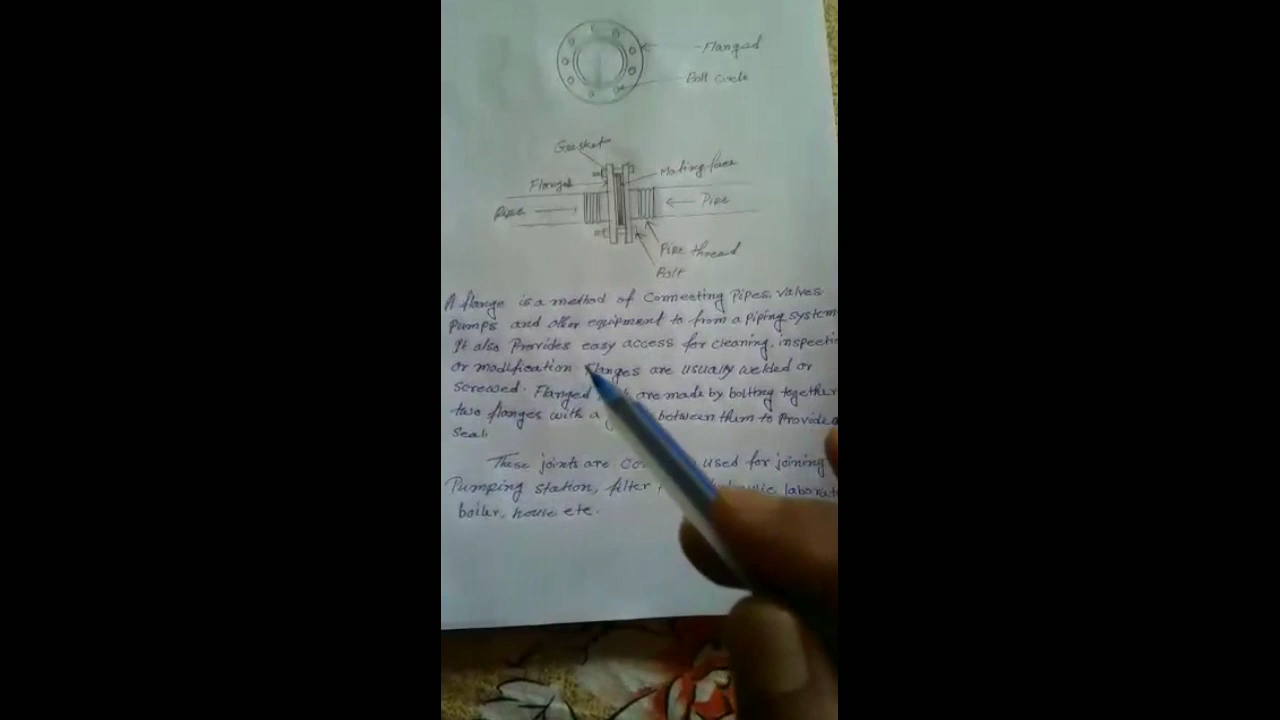 Flanged
Bolt circle
Gasket
Flanged
Mating face
Pipe
Pipe
Pipe thread
Bolt
A flange is a method of Connecting Pipes, Valves
Pumps and other equipment to from a piping system
It also Provides easy access for cleaning, inspecti
or modification Flanges are usually welded or
Screwed. Flanged are made by bolting together
two flanges with a between them to Provide a
Seal.
These joints are used for joining
Pumping station, filter laborat
boiler, house etc.